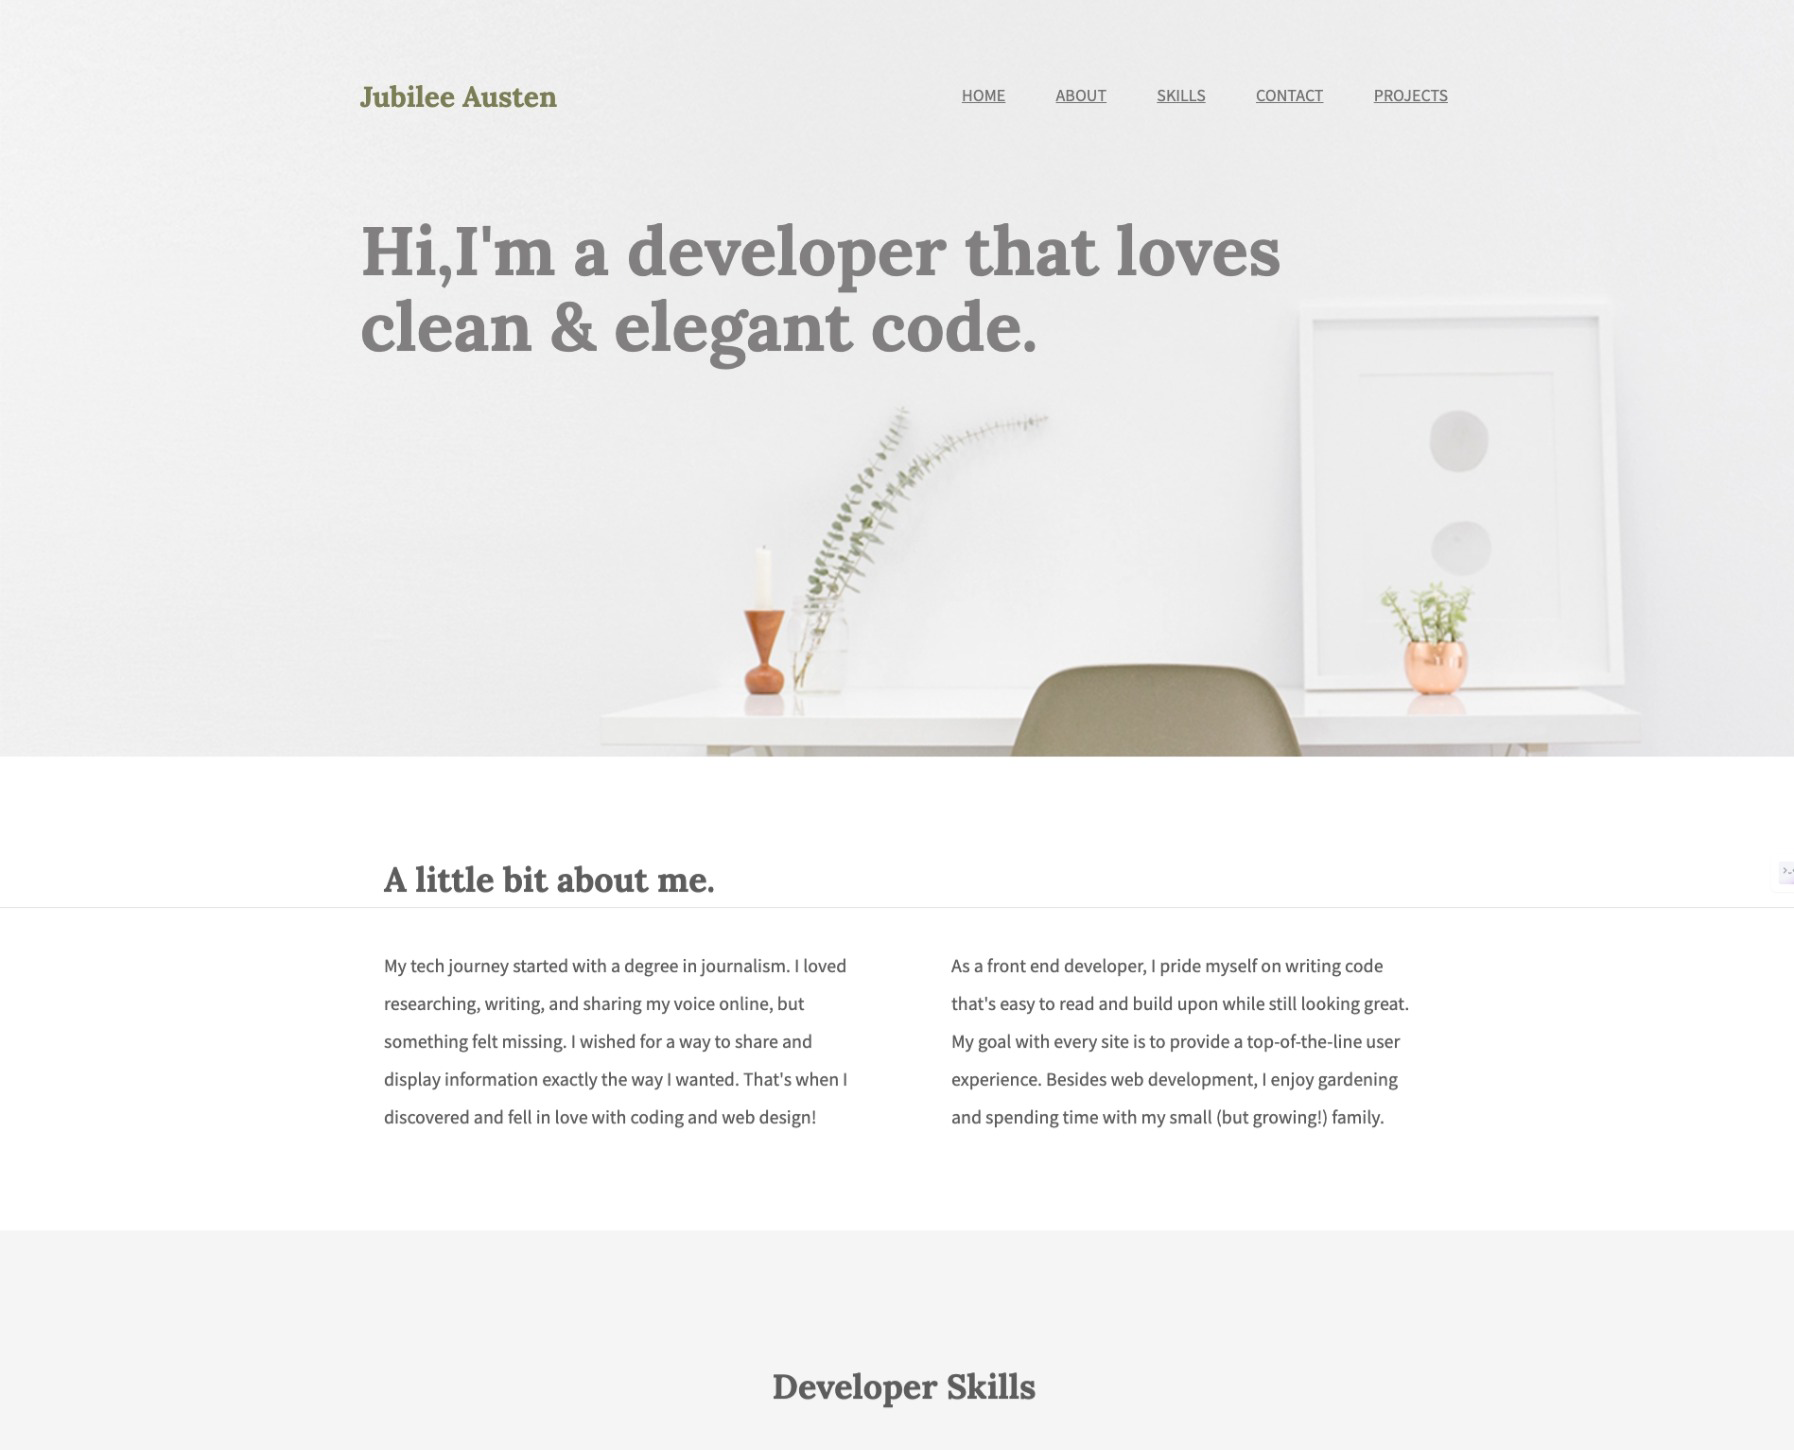 Jubilee Austen
HOME ABOUT SKILLS CONTACT PROJECTS
Hi,I'm a developer that loves
clean & elegant code.
A little bit about me.
My tech journey started with a degree in journalism. I loved
researching, writing, and sharing my voice online, but
something felt missing. I wished for a way to share and
display information exactly the way I wanted. That's when I
discovered and fell in love with coding and web design!
As a front end developer, I pride myself on writing code
that's easy to read and build upon while still looking great.
My goal with every site is to provide a top-of-the-line user
experience. Besides web development, I enjoy gardening
and spending time with my small (but growing!) family.
Developer Skills